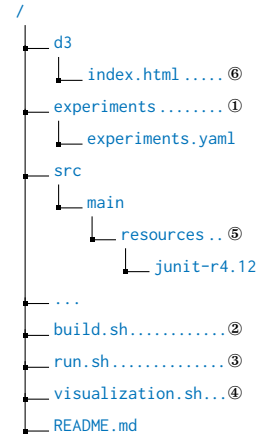 /
d3
index.html ..... ⑥
experiments ........ ①
experiments.yaml
src
main
resources .. ⑤
junit-r4.12
...
build.sh............ ②
run.sh.............. ③
visualization.sh... ④
README.md